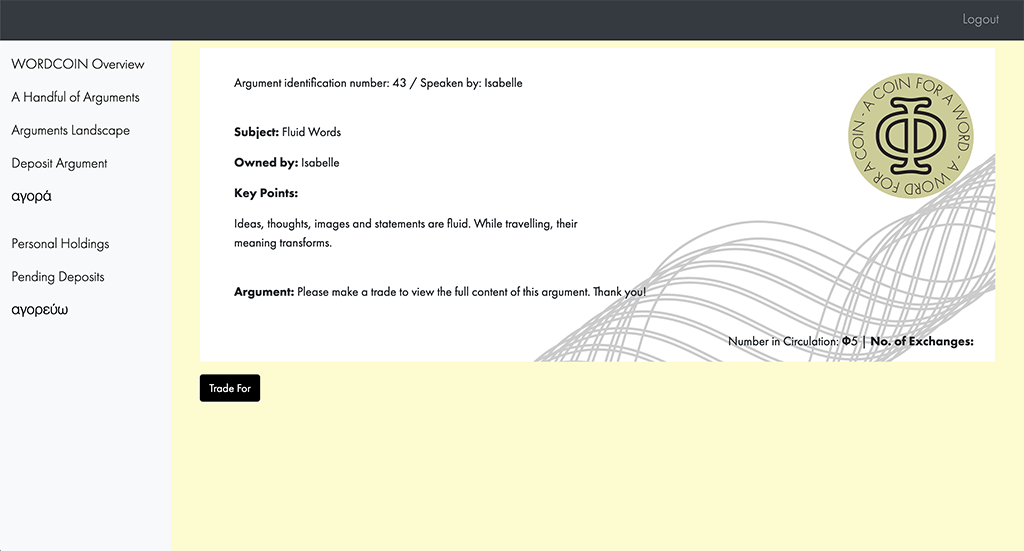 Logout
WORDCOIN Overview
A Handful of Arguments
Arguments Landscape
Deposit Argument
αγορά
Personal Holdings
Pending Deposits
αγορεύω
Argument identification number: 43 / Speaken by: Isabelle
Subject: Fluid Words
Owned by: Isabelle
Key Points:
Ideas, thoughts, images and statements are fluid. While travelling, their
meaning transforms.
Argument: Please make a trade to view the full content of this argument. Thank you!
A COIN FOR A WORD - A WORD FOR A COIN -
Φ
Number in Circulation: Φ5 | No. of Exchanges:
Trade For